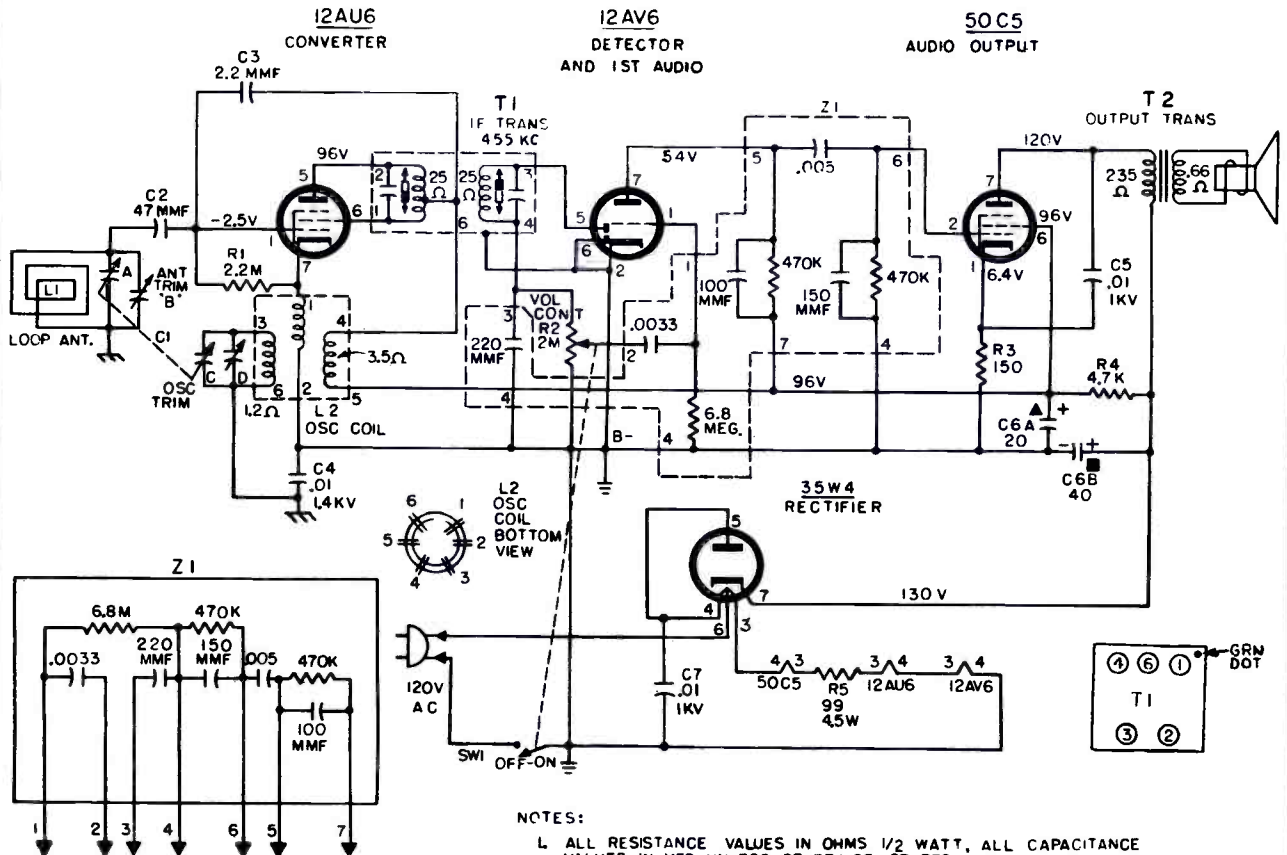 12AU6
CONVERTER
12AV6
DETECTOR
AND 1ST AUDIO
50C5
AUDIO OUTPUT
C3
2.2 MMF
T1
IF TRANS
455 KC
Z1
T2
OUTPUT TRANS
96V
5
2
1
25
Ω
25
Ω
3
4
6
54V
7
5
.005
6
120V
7
235
Ω
.66
Ω
C2
47 MMF
-2.5V
1
6
7
R1
2.2M
5
6
1
2
2
96V
6
6.4V
1
C5
.01
1KV
L1
LOOP ANT.
A
ANT
TRIM
"B"
C1
C
D
OSC
TRIM
3
6
1.2Ω
1
2
4
3.5Ω
5
L2
OSC COIL
3
220
MMF
4
VOL
CONT
R2
2M
.0033
2
1
100
MMF
470K
150
MMF
470K
7
4
96V
R3
150
R4
4.7K
6.8
MEG.
4
B-
C6A
20
+
- +
C6B
40
C4
.01
1.4KV
L2
OSC
COIL
BOTTOM
VIEW
6
1
5
2
4
3
35W4
RECTIFIER
5
4
6
3
7
130 V
120V
AC
SW1
OFF-ON
C7
.01
1KV
4 3
50C5
R5
99
4.5W
3 4
12AU6
3 4
12AV6
GRN
DOT
4 6 1
T1
3 2
Z1
6.8M
470K
.0033
220
MMF
150
MMF
.005
470K
100
MMF
1 2 3 4 6 5 7
NOTES:
1. ALL RESISTANCE VALUES IN OHMS 1/2 WATT, ALL CAPACITANCE